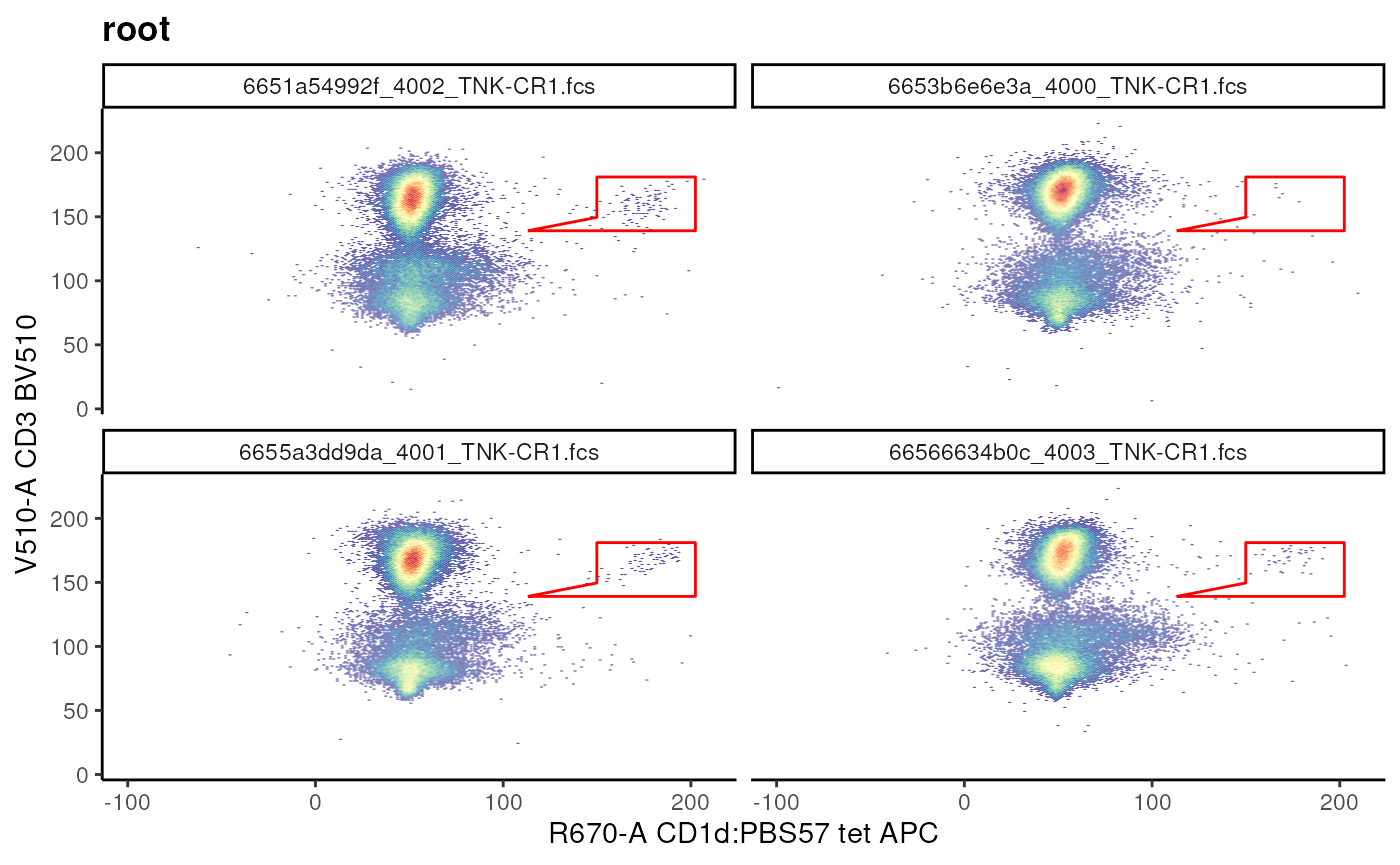 root
6651a54992f_4002_TNK-CR1.fcs
6653b6e6e3a_4000_TNK-CR1.fcs
200
150
100
50
0
V510-A CD3 BV510
6655a3dd9da_4001_TNK-CR1.fcs
66566634b0c_4003_TNK-CR1.fcs
200
150
100
50
0
-100 0 100 200
-100 0 100 200
R670-A CD1d:PBS57 tet APC